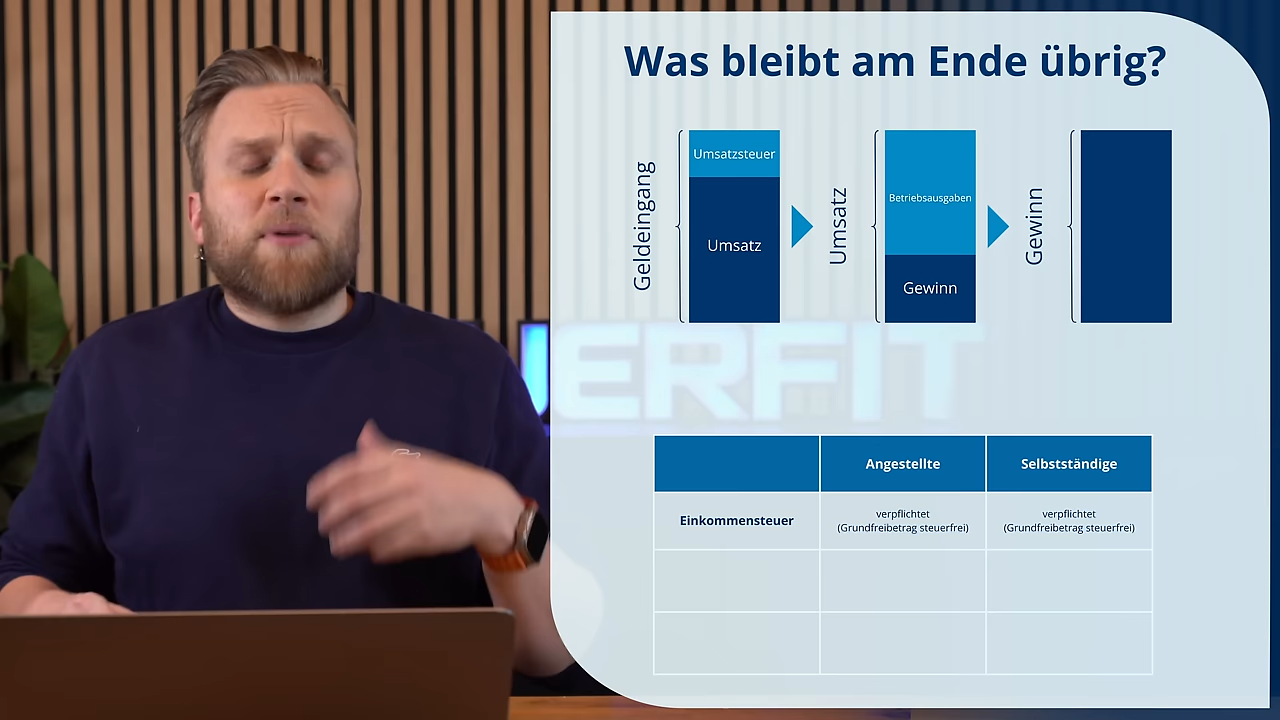 Was bleibt am Ende übrig?
Geldeingang
Umsatzsteuer
Umsatz
Umsatz
Betriebsausgaben
Gewinn
Gewinn
ERFIT
Angestellte
Selbstständige
Einkommensteuer
verpflichtet
(Grundfreibetrag steuerfrei)
verpflichtet
(Grundfreibetrag steuerfrei)